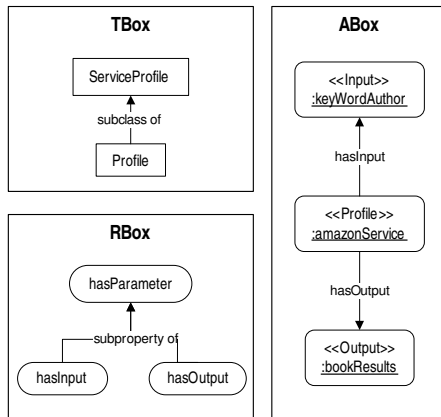 TBox
ServiceProfile
subclass of
Profile
RBox
hasParameter
subproperty of
hasInput
hasOutput
ABox
<<Input>>
:keyWordAuthor
hasInput
<<Profile>>
:amazonService
hasOutput
<<Output>>
:bookResults